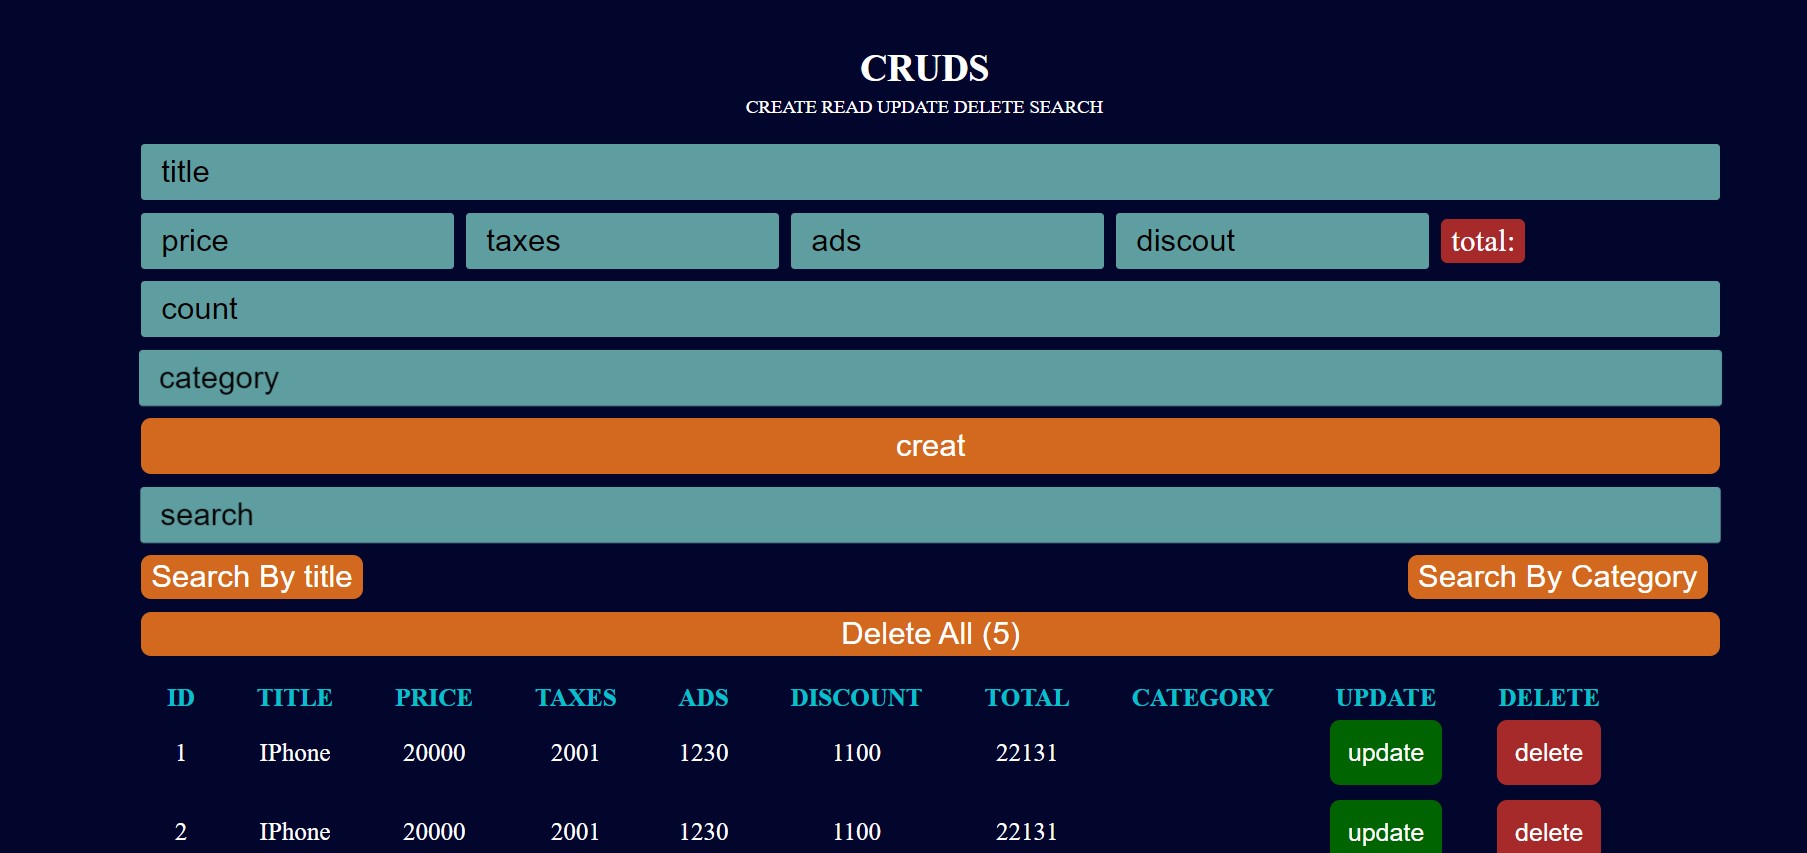 CRUDS
CREATE READ UPDATE DELETE SEARCH
title
price taxes ads discout total:
count
category
creat
search
Search By title Search By Category
Delete All (5)
ID TITLE PRICE TAXES ADS DISCOUNT TOTAL CATEGORY UPDATE DELETE
1 IPhone 20000 2001 1230 1100 22131 update delete
2 IPhone 20000 2001 1230 1100 22131 update delete